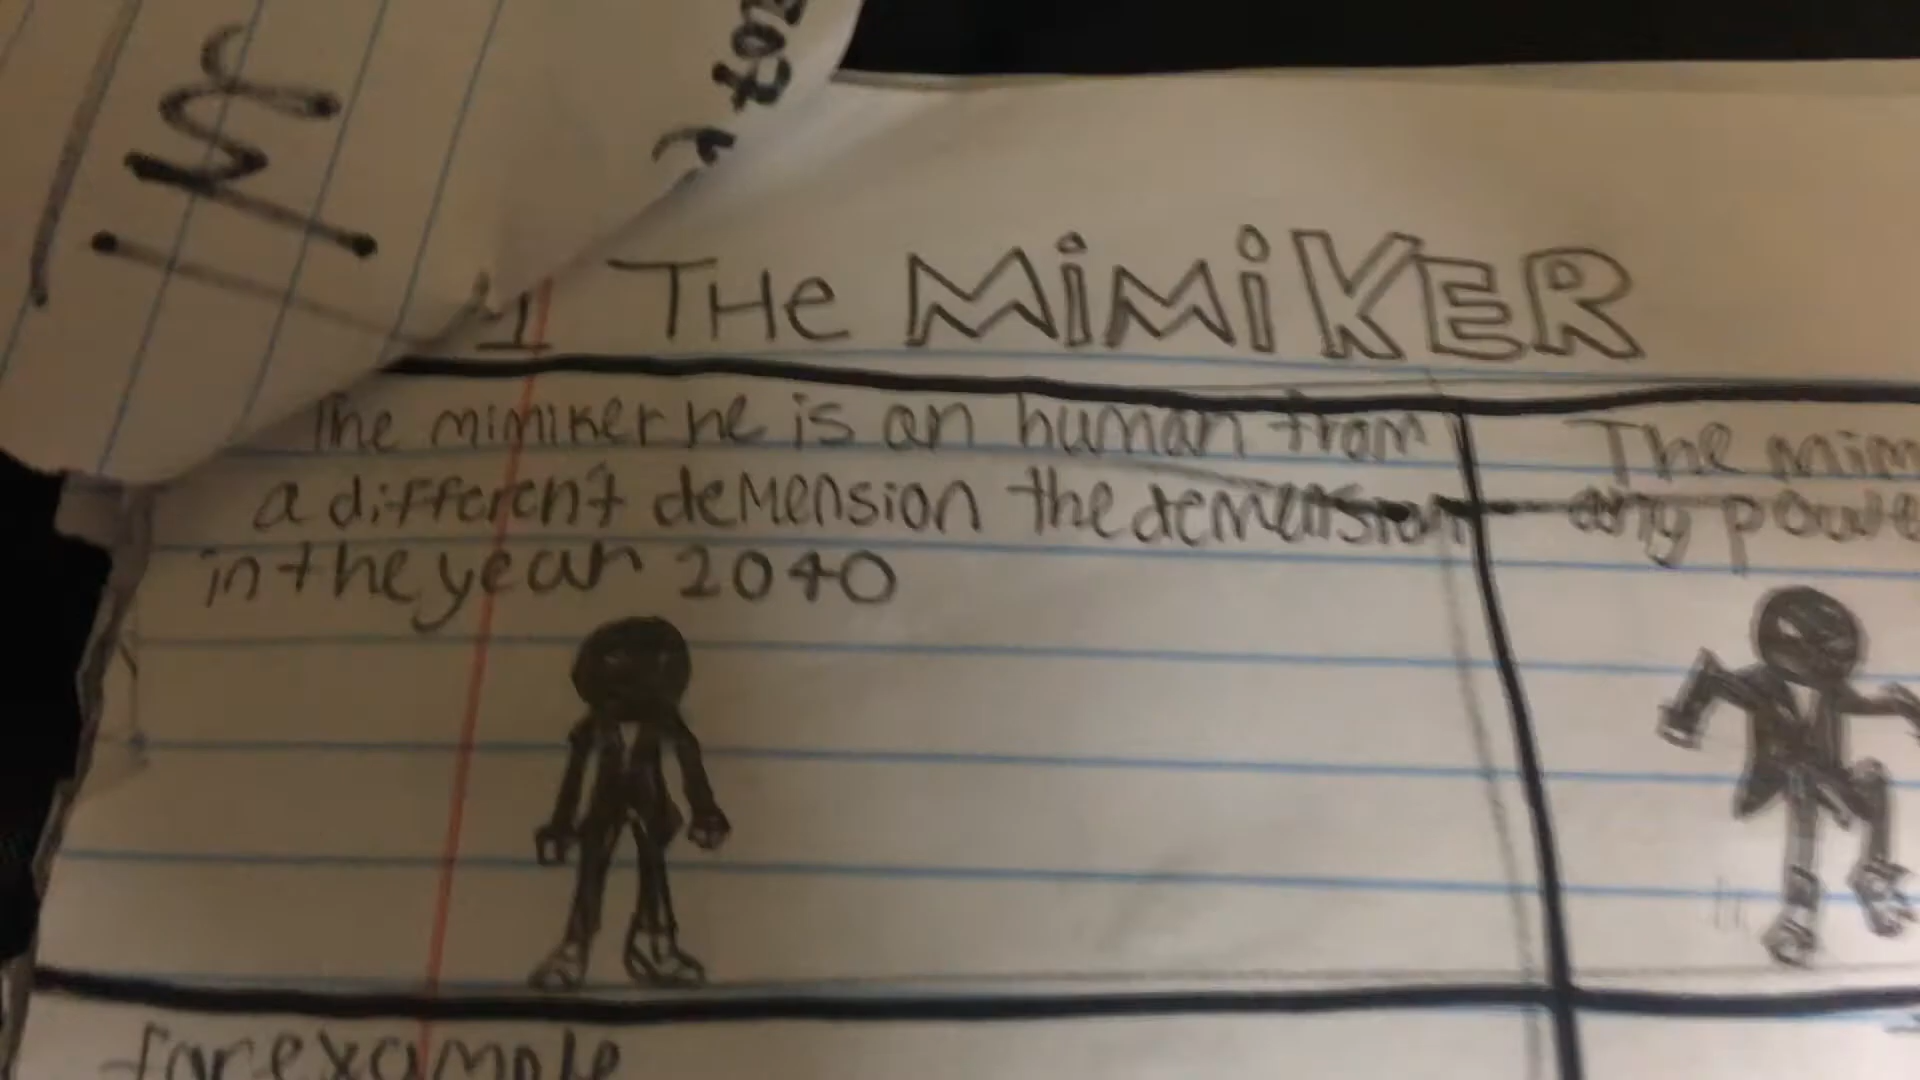 1 THe MiMiKER
The mimiker he is an human from
a different demension the demension
in the year 2040
The mim
any powe
for example